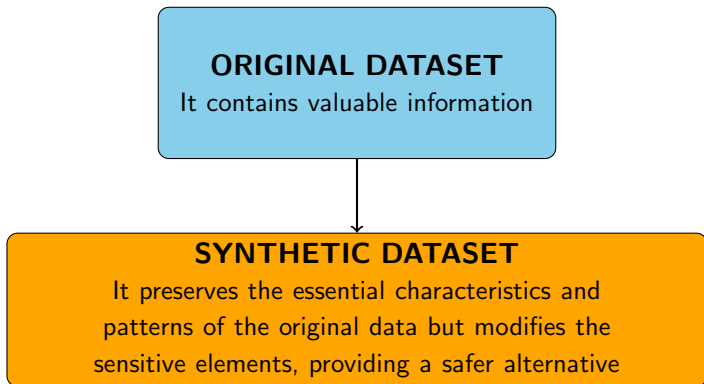 ORIGINAL DATASET
It contains valuable information
SYNTHETIC DATASET
It preserves the essential characteristics and
patterns of the original data but modifies the
sensitive elements, providing a safer alternative